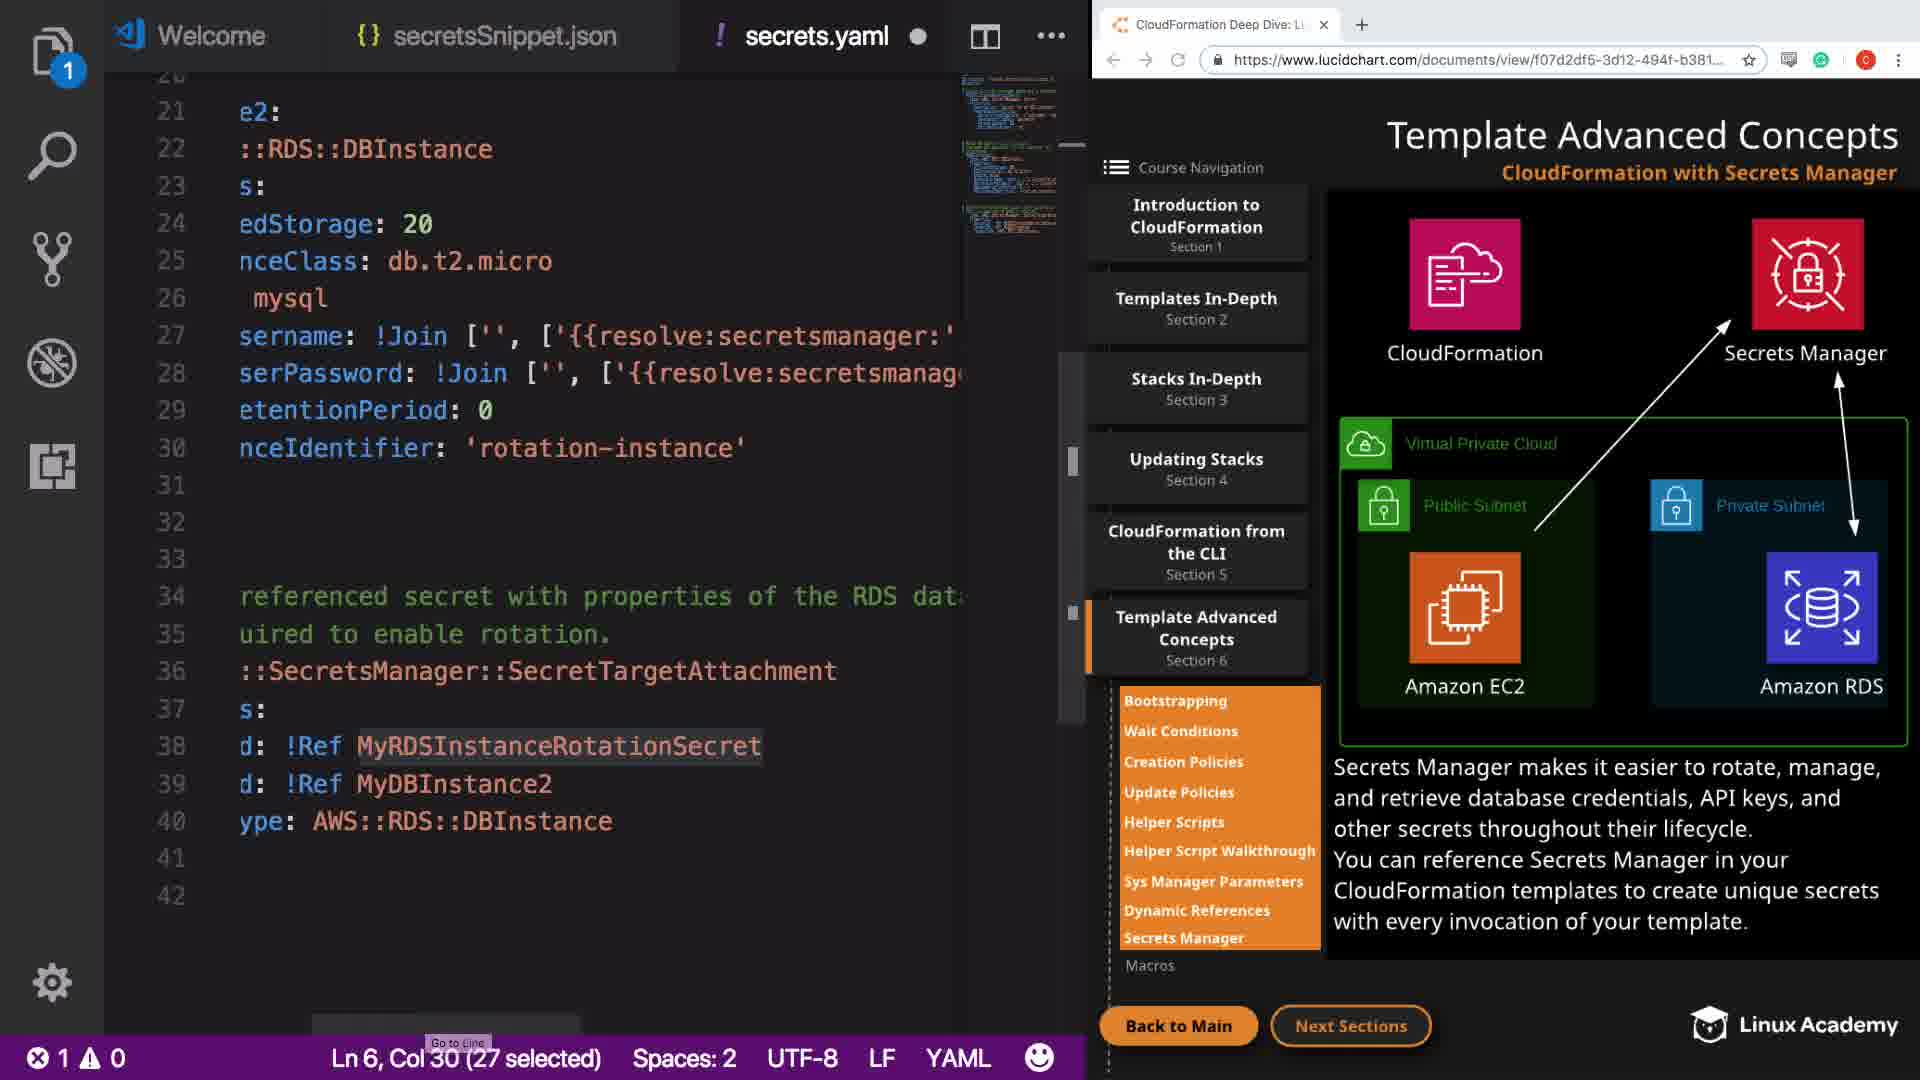 Welcome
{} secretsSnippet.json
! secrets.yaml
1
20
21 e2:
22 ::RDS::DBInstance
23 s:
24 edStorage: 20
25 nceClass: db.t2.micro
26 mysql
27 sername: !Join ['', ['{{resolve:secretsmanager:'
28 serPassword: !Join ['', ['{{resolve:secretsmanag
29 etentionPeriod: 0
30 nceIdentifier: 'rotation-instance'
31
32
33
34 referenced secret with properties of the RDS dat
35 uired to enable rotation.
36 ::SecretsManager::SecretTargetAttachment
37 s:
38 d: !Ref MyRDSInstanceRotationSecret
39 d: !Ref MyDBInstance2
40 ype: AWS::RDS::DBInstance
41
42
Go to Line
1 0 Ln 6, Col 30 (27 selected) Spaces: 2 UTF-8 LF YAML
CloudFormation Deep Dive: L
https://www.lucidchart.com/documents/view/f07d2df5-3d12-494f-b381...
C
Template Advanced Concepts
CloudFormation with Secrets Manager
Course Navigation
Introduction to
CloudFormation
Section 1
Templates In-Depth
Section 2
Stacks In-Depth
Section 3
Updating Stacks
Section 4
CloudFormation from
the CLI
Section 5
Template Advanced
Concepts
Section 6
Bootstrapping
Wait Conditions
Creation Policies
Update Policies
Helper Scripts
Helper Script Walkthrough
Sys Manager Parameters
Dynamic References
Secrets Manager
Macros
Back to Main
Next Sections
CloudFormation
Secrets Manager
Virtual Private Cloud
Public Subnet
Private Subnet
Amazon EC2
Amazon RDS
Secrets Manager makes it easier to rotate, manage,
and retrieve database credentials, API keys, and
other secrets throughout their lifecycle.
You can reference Secrets Manager in your
CloudFormation templates to create unique secrets
with every invocation of your template.
Linux Academy